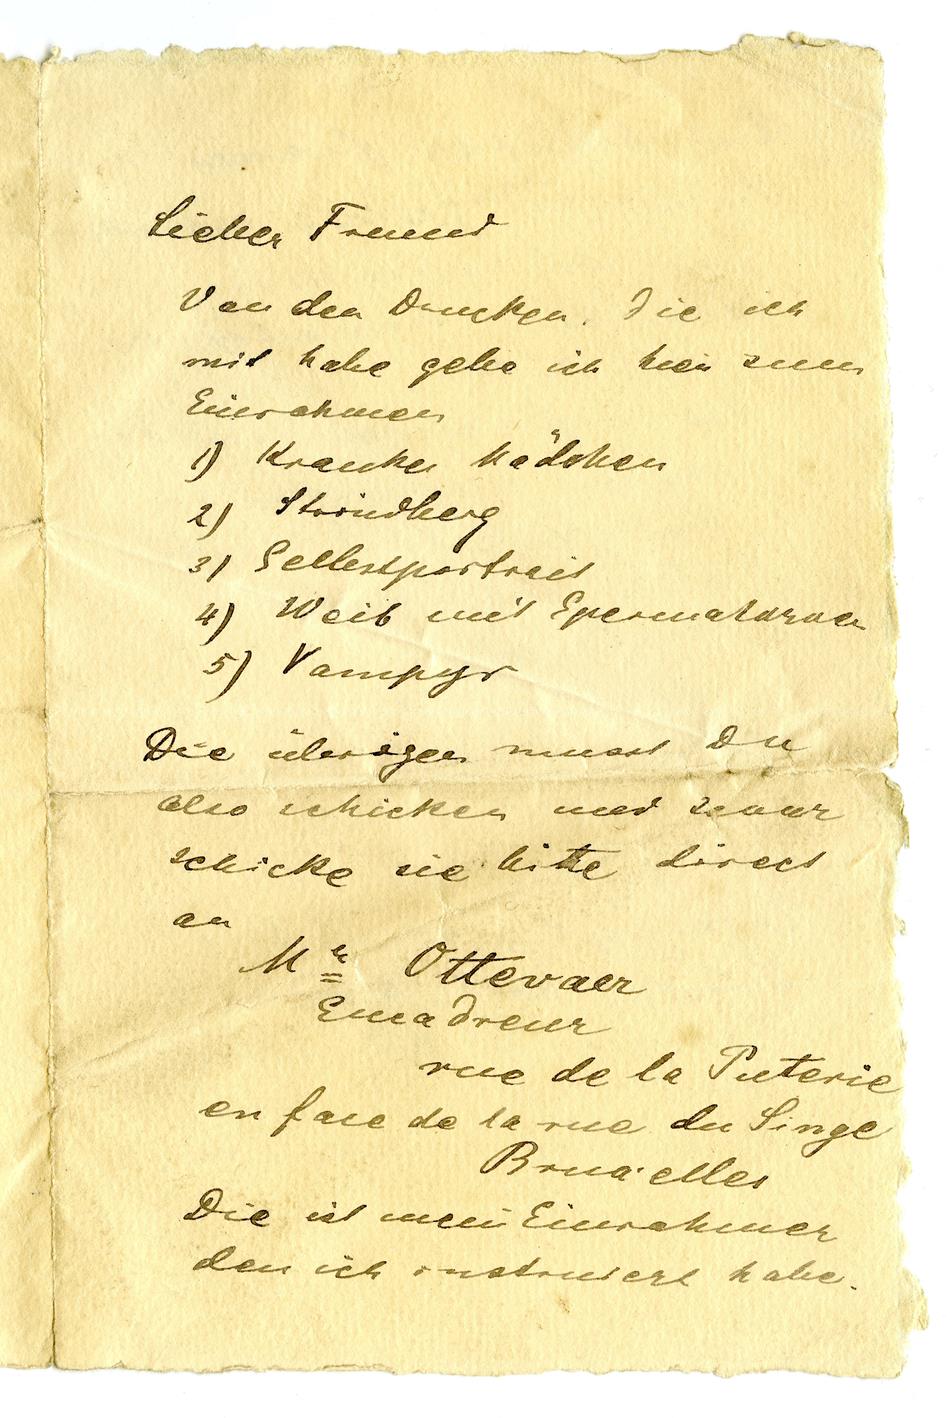 Lieber Freund
Von den Drucken. Die ich
mit habe gebe ich hier zum
Einrahmen
1) Kranker Mädchen
2) Strindberg
3) Selbstportrait
4) Weib mit
5) Vampyr
Die übrigen musst Du
also schicken und zwar
schicke sie bitte direct
an
Mr Ottevaer
Encadreur
rue de la Puterie
en face de la rue du Singe
Bruxelles
Die ist mein Einrahmer
den ich instruiert habe.